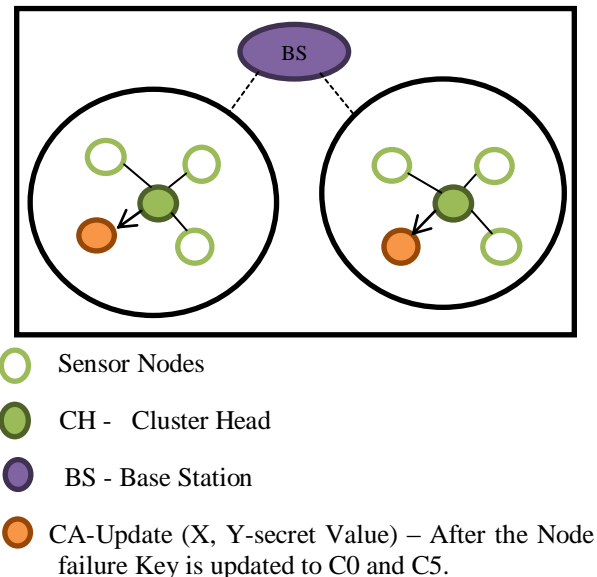 BS
Sensor Nodes
CH - Cluster Head
BS - Base Station
CA-Update (X, Y-secret Value) – After the Node
failure Key is updated to C0 and C5.